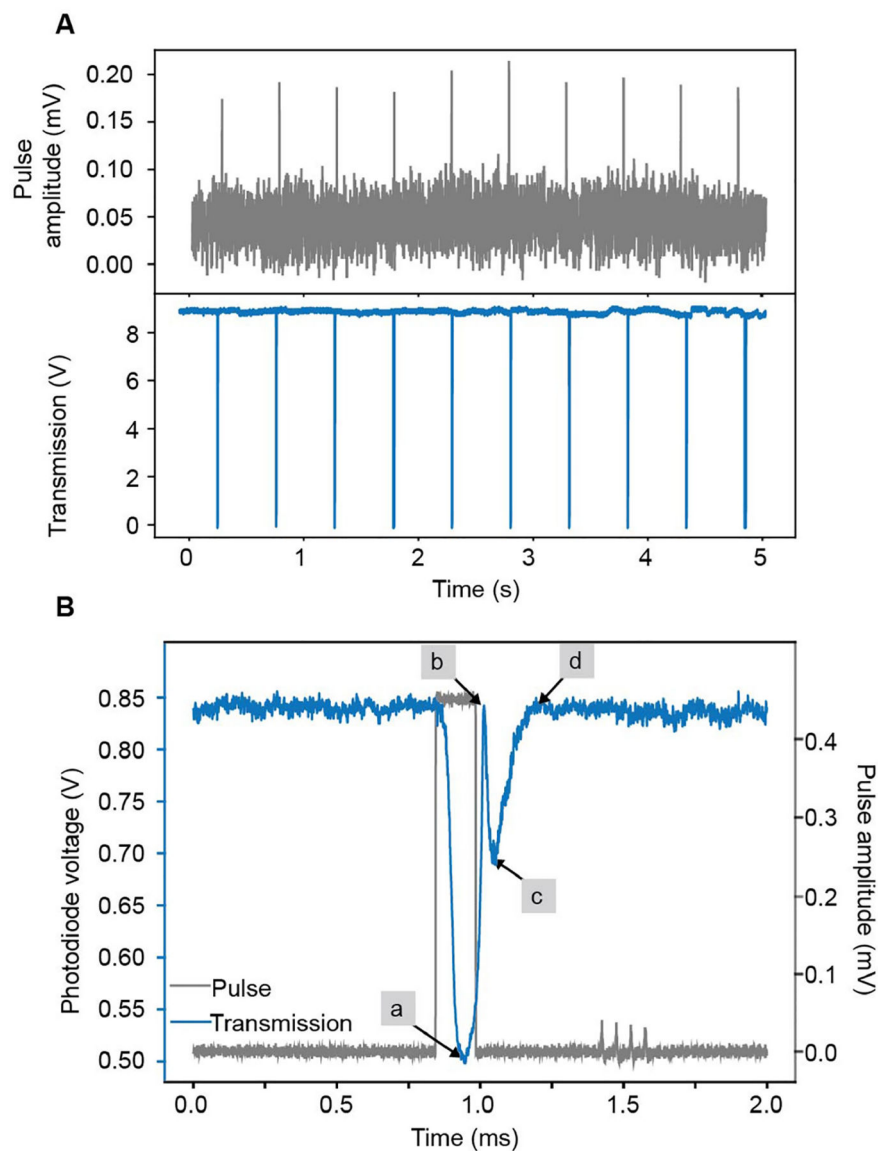 A
Pulse
amplitude (mV)
0.20
0.15
0.10
0.05
0.00
Transmission (V)
8
6
4
2
0
0 1 2 3 4 5
Time (s)
B
b
d
c
a
Photodiode voltage (V)
0.85
0.80
0.75
0.70
0.65
0.60
0.55
0.50
Pulse
Transmission
0.4
0.3
0.2
0.1
0.0
Pulse amplitude (mV)
0.0 0.5 1.0 1.5 2.0
Time (ms)